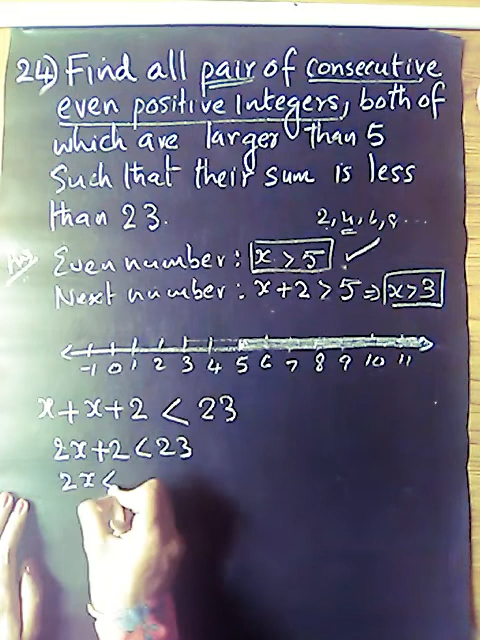 24) Find all pair of consecutive
even positive Integers, both of
which are larger than 5
Such that their sum is less
than 23.
2, 4, 6, 8 ...
Ans Even number : x > 5 ✓
Next number : x + 2 > 5 ⇒ x > 3
-1 0 1 2 3 4 5 6 7 8 9 10 11
x + x + 2 < 23
2x + 2 < 23
2x <